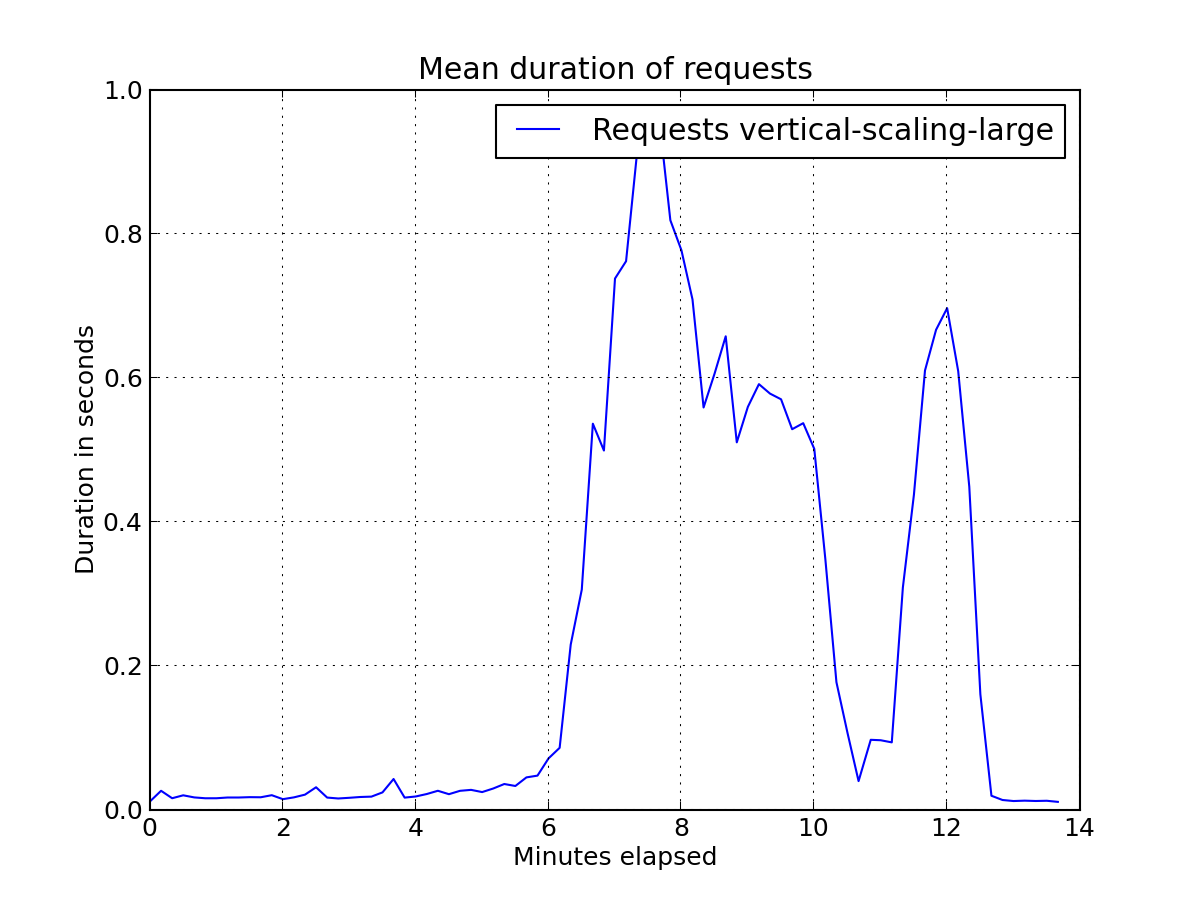 Mean duration of requests
Requests vertical-scaling-large
1.0
0.8
0.6
0.4
0.2
0.0
Duration in seconds
0 2 4 6 8 10 12 14
Minutes elapsed